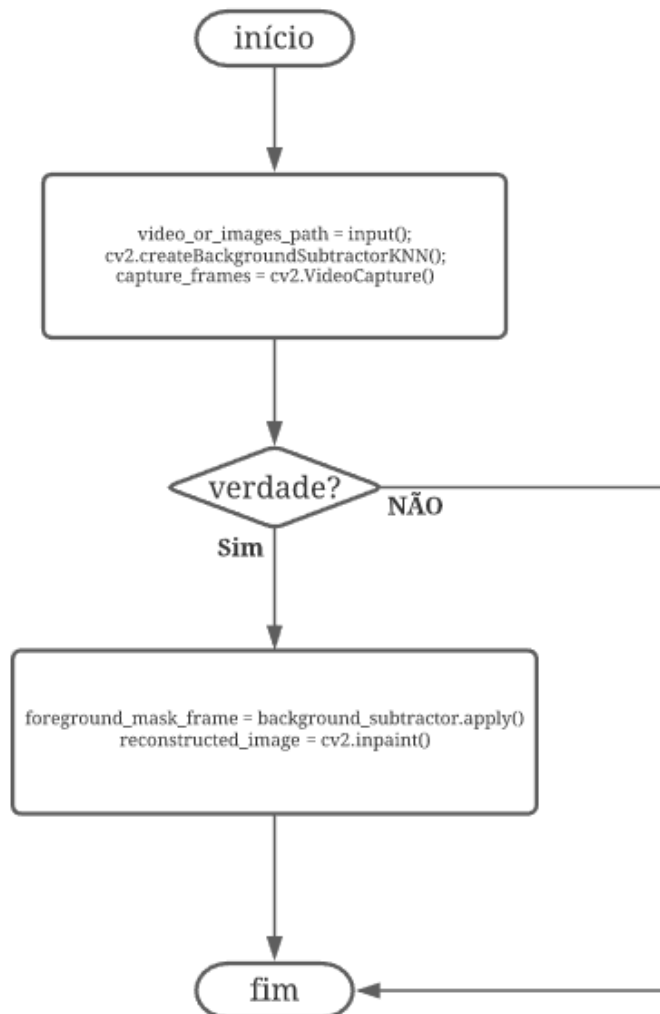 início
video_or_images_path = input();
cv2.createBackgroundSubtractorKNN();
capture_frames = cv2.VideoCapture()
verdade?
NÃO
Sim
foreground_mask_frame = background_subtractor.apply()
reconstructed_image = cv2.inpaint()
fim